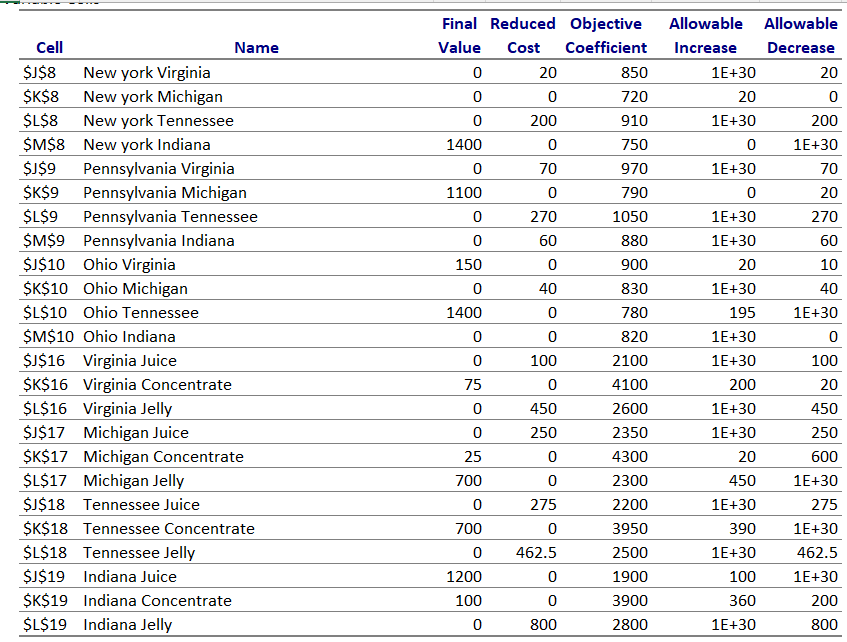 Final Reduced Objective Allowable Allowable
Cell Name Value Cost Coefficient Increase Decrease
$J$8 New york Virginia 0 20 850 1E+30 20
$K$8 New york Michigan 0 0 720 20 0
$L$8 New york Tennessee 0 200 910 1E+30 200
$M$8 New york Indiana 1400 0 750 0 1E+30
$J$9 Pennsylvania Virginia 0 70 970 1E+30 70
$K$9 Pennsylvania Michigan 1100 0 790 0 20
$L$9 Pennsylvania Tennessee 0 270 1050 1E+30 270
$M$9 Pennsylvania Indiana 0 60 880 1E+30 60
$J$10 Ohio Virginia 150 0 900 20 10
$K$10 Ohio Michigan 0 40 830 1E+30 40
$L$10 Ohio Tennessee 1400 0 780 195 1E+30
$M$10 Ohio Indiana 0 0 820 1E+30 0
$J$16 Virginia Juice 0 100 2100 1E+30 100
$K$16 Virginia Concentrate 75 0 4100 200 20
$L$16 Virginia Jelly 0 450 2600 1E+30 450
$J$17 Michigan Juice 0 250 2350 1E+30 250
$K$17 Michigan Concentrate 25 0 4300 20 600
$L$17 Michigan Jelly 700 0 2300 450 1E+30
$J$18 Tennessee Juice 0 275 2200 1E+30 275
$K$18 Tennessee Concentrate 700 0 3950 390 1E+30
$L$18 Tennessee Jelly 0 462.5 2500 1E+30 462.5
$J$19 Indiana Juice 1200 0 1900 100 1E+30
$K$19 Indiana Concentrate 100 0 3900 360 200
$L$19 Indiana Jelly 0 800 2800 1E+30 800